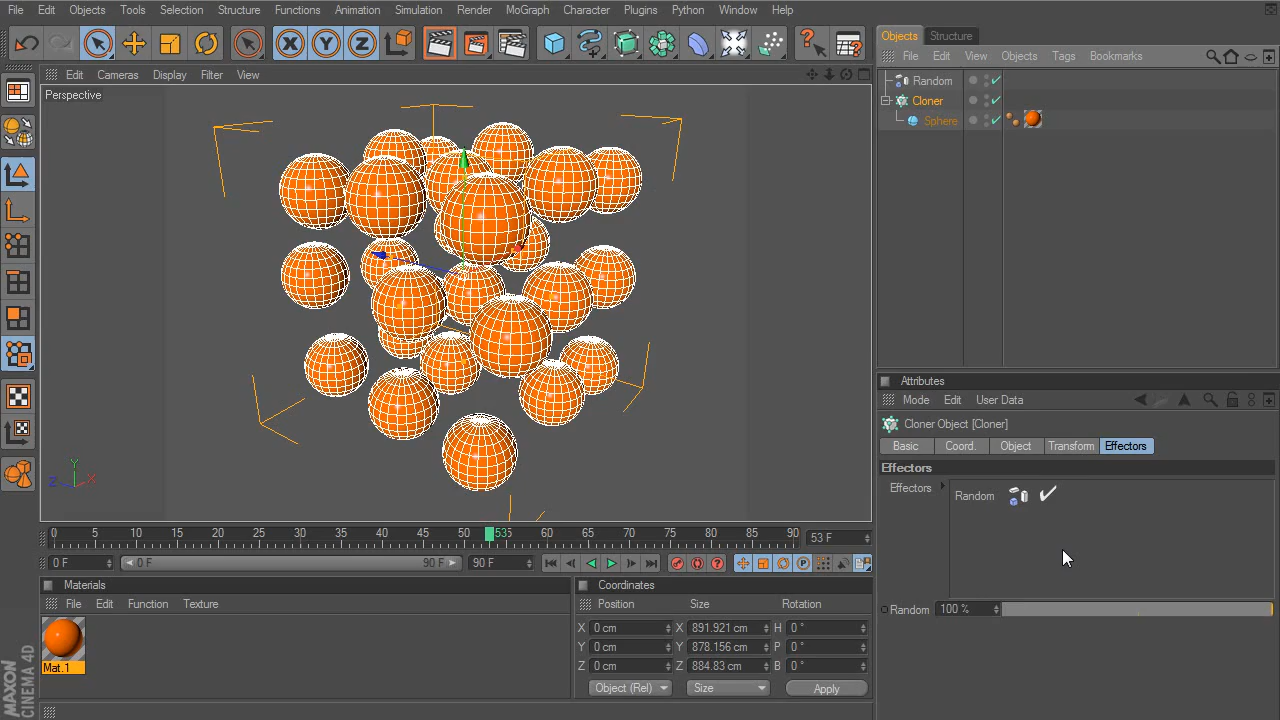 File Edit Objects Tools Selection Structure Functions Animation Simulation Render MoGraph Character Plugins Python Window Help
Objects Structure
File Edit View Objects Tags Bookmarks
Edit Cameras Display Filter View
Perspective
Random
Cloner
Sphere
Y
Z X
Attributes
Mode Edit User Data
Cloner Object [Cloner]
Basic Coord. Object Transform Effectors
Effectors
Effectors
Random
Random 100 %
0 5 10 15 20 25 30 35 40 45 50 535 60 65 70 75 80 85 90 53 F
0 F 0 F 90 F 90 F
Materials
File Edit Function Texture
Mat.1
Coordinates
Position Size Rotation
X 0 cm X 891.921 cm H 0 °
Y 0 cm Y 878.156 cm P 0 °
Z 0 cm Z 884.83 cm B 0 °
Object (Rel) Size Apply
MAXON
CINEMA 4D